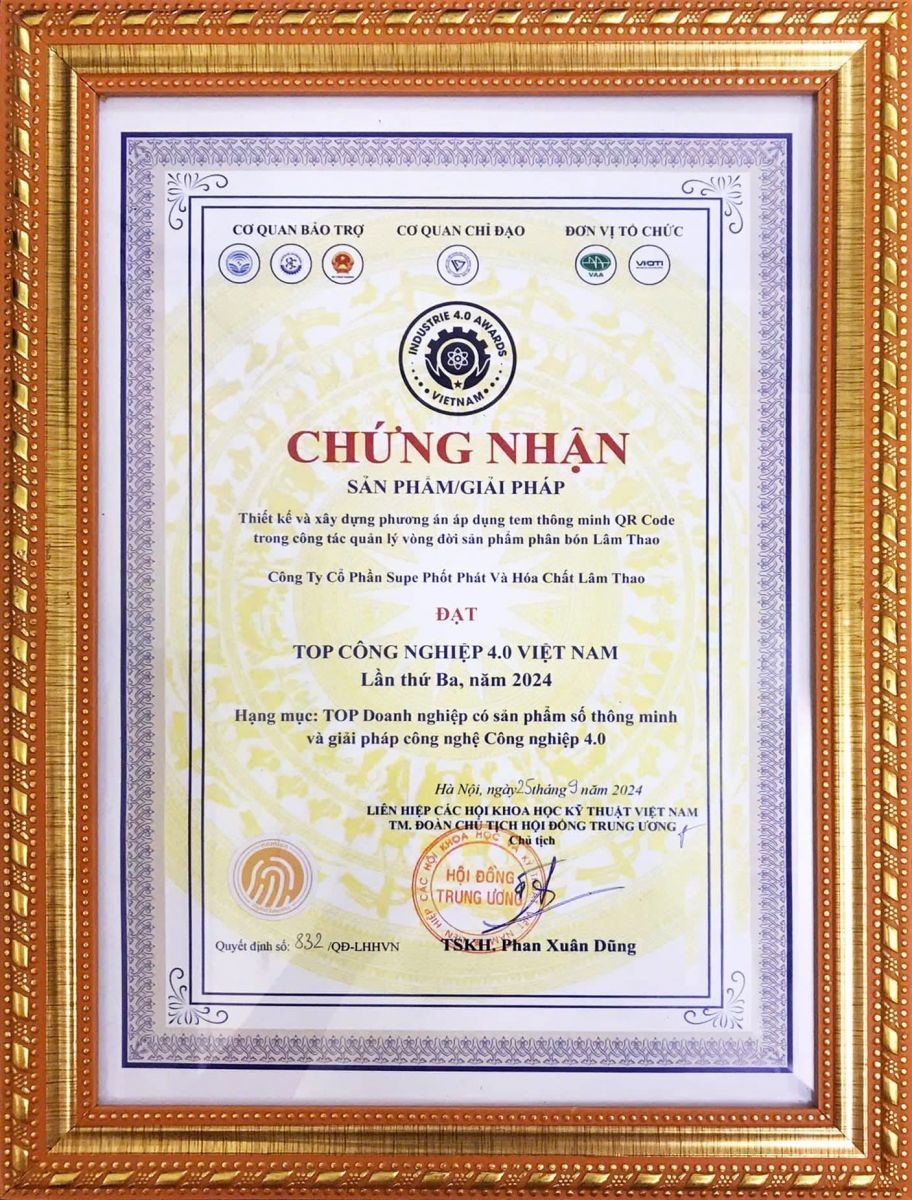 CƠ QUAN BẢO TRỢ CƠ QUAN CHỈ ĐẠO ĐƠN VỊ TỔ CHỨC
VAA VIOTI
INDUSTRIE 4.0 AWARDS
VIETNAM
CHỨNG NHẬN
SẢN PHẨM/GIẢI PHÁP
Thiết kế và xây dựng phương án áp dụng tem thông minh QR Code
trong công tác quản lý vòng đời sản phẩm phân bón Lâm Thao
Công Ty Cổ Phần Supe Phốt Phát Và Hóa Chất Lâm Thao
ĐẠT
TOP CÔNG NGHIỆP 4.0 VIỆT NAM
Lần thứ Ba, năm 2024
Hạng mục: TOP Doanh nghiệp có sản phẩm số thông minh
và giải pháp công nghệ Công nghiệp 4.0
Hà Nội, ngày 25 tháng 9 năm 2024
LIÊN HIỆP CÁC HỘI KHOA HỌC KỸ THUẬT VIỆT NAM
TM. ĐOÀN CHỦ TỊCH HỘI ĐỒNG TRUNG ƯƠNG
Chủ tịch
HỘI ĐỒNG
TRUNG ƯƠNG
Quyết định số: 832 /QĐ-LHHVN
TSKH. Phan Xuân Dũng